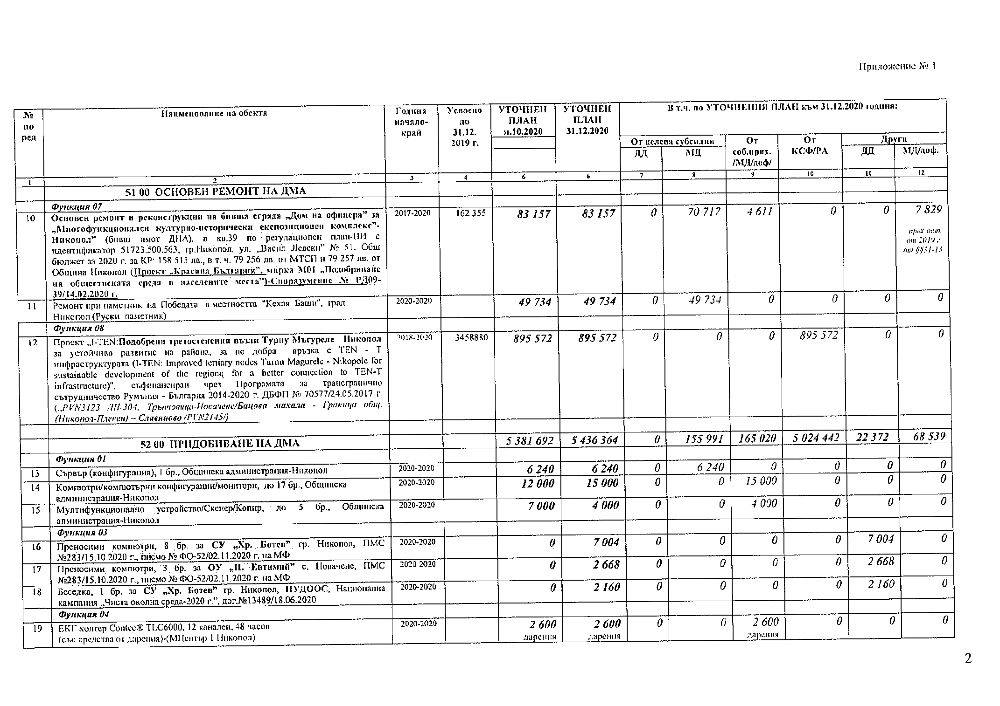 Приложение № 1
№ по ред | Наименование на обекта | Година начало-край | Усвоено до 31.12. 2019 г. | УТОЧНЕН ПЛАН м.10.2020 | УТОЧНЕН ПЛАН 31.12.2020 | В т.ч. по УТОЧНЕНИЯ ПЛАН към 31.12.2020 година:
От целева субсидия | От соб.прих. /МД/доф/ | От КСФ/РА | Други
ДД | МД | ДД | МД/доф.
1 | 2 | 3 | 4 | 6 | 6 | 7 | 8 | 9 | 10 | 11 | 12
51 00 ОСНОВЕН РЕМОНТ НА ДМА
Функция 07
10 | Основен ремонт и реконструкция на бивша сграда „Дом на офицера” за | 2017-2020 | 162 355 | 83 157 | 83 157 | 0 | 70 717 | 4 611 | 0 | 0 | 7 829
„Многофункционален културно-исторически експозиционен комплекс”-
Никопол” (бивш имот ДНА), в кв.39 по регулационен план-ПИ с | прех.ост.
идентификатор 51723.500.563, гр.Никопол, ул. „Васил Левски” № 51. Общ | от 2019 г.
бюджет за 2020 г. за КР: 158 513 лв., в т. ч. 79 256 лв. от МТСП и 79 257 лв. от | от §§31-13
Община Никопол (Проект „Красива България”, мярка М01 „Подобряване
на обществената среда в населените места”)-Споразумение № РД09-
39/14.02.2020 г.
11 | Ремонт при паметник на Победата в местността "Кехая Баши", град | 2020-2020 | 49 734 | 49 734 | 0 | 49 734 | 0 | 0 | 0 | 0
Никопол (Руски паметник)
Функция 08
12 | Проект „I-TEN:Подобрени третостепенни възли Турну Мъгуреле - Никопол | 2018-2020 | 3458880 | 895 572 | 895 572 | 0 | 0 | 0 | 895 572 | 0 | 0
за устойчиво развитие на района, за по добра връзка с TEN - T
инфраструктурата (I-TEN: Improved tertiary nodes Turnu Magurele - Nikopole for
sustainable development of the regionq for a better connection to TEN-T
infrastructure)", съфинансиран чрез Програмата за трансгранично
сътрудничество Румъния - България 2014-2020 г. ДБФП № 70577/24.05.2017 г.
(„PVN3123 /III-304, Трънчовица-Новачене/Бацова махала - Граница общ.
(Никопол-Плевен) – Славяново /PVN2145/)
52 00 ПРИДОБИВАНЕ НА ДМА | 5 381 692 | 5 436 364 | 0 | 155 991 | 165 020 | 5 024 442 | 22 372 | 68 539
Функция 01
13 | Сървър (конфигурация), 1 бр., Общинска администрация-Никопол | 2020-2020 | 6 240 | 6 240 | 0 | 6 240 | 0 | 0 | 0 | 0
14 | Компютри/компютърни конфигурации/монитори, до 17 бр., Общинска | 2020-2020 | 12 000 | 15 000 | 0 | 0 | 15 000 | 0 | 0 | 0
администрация-Никопол
15 | Мултифункционално устройство/Скенер/Копир, до 5 бр., Общинска | 2020-2020 | 7 000 | 4 000 | 0 | 0 | 4 000 | 0 | 0 | 0
администрация-Никопол
Функция 03
16 | Преносими компютри, 8 бр. за СУ „Хр. Ботев” гр. Никопол, ПМС | 2020-2020 | 0 | 7 004 | 0 | 0 | 0 | 0 | 7 004 | 0
№283/15.10.2020 г., писмо № ФО-52/02.11.2020 г. на МФ
17 | Преносими компютри, 3 бр. за ОУ „П. Евтимий” с. Новачене, ПМС | 2020-2020 | 0 | 2 668 | 0 | 0 | 0 | 0 | 2 668 | 0
№283/15.10.2020 г., писмо № ФО-52/02.11.2020 г. на МФ
18 | Беседка, 1 бр. за СУ „Хр. Ботев” гр. Никопол, ПУДООС, Национална | 2020-2020 | 0 | 2 160 | 0 | 0 | 0 | 0 | 2 160 | 0
кампания „Чиста околна среда-2020 г.”, дог.№13489/18.06.2020
Функция 04
19 | ЕКГ холтер Contec® TLC6000, 12 канален, 48 часов | 2020-2020 | 2 600 | 2 600 | 0 | 0 | 2 600 | 0 | 0 | 0
(със средства от дарения)-(МЦентър 1 Никопол) | дарения | дарения | дарения
2